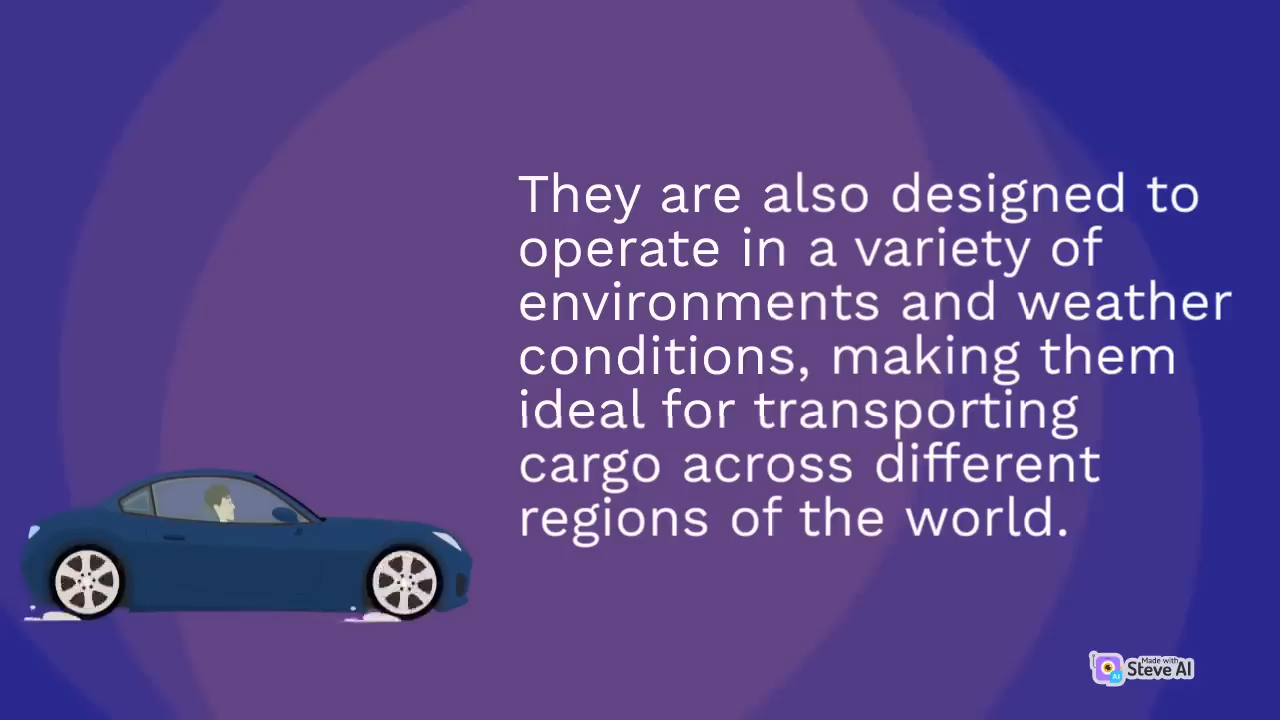 They are also designed to
operate in a variety of
environments and weather
conditions, making them
ideal for transporting
cargo across different
regions of the world.
Made with
Steve AI
AI